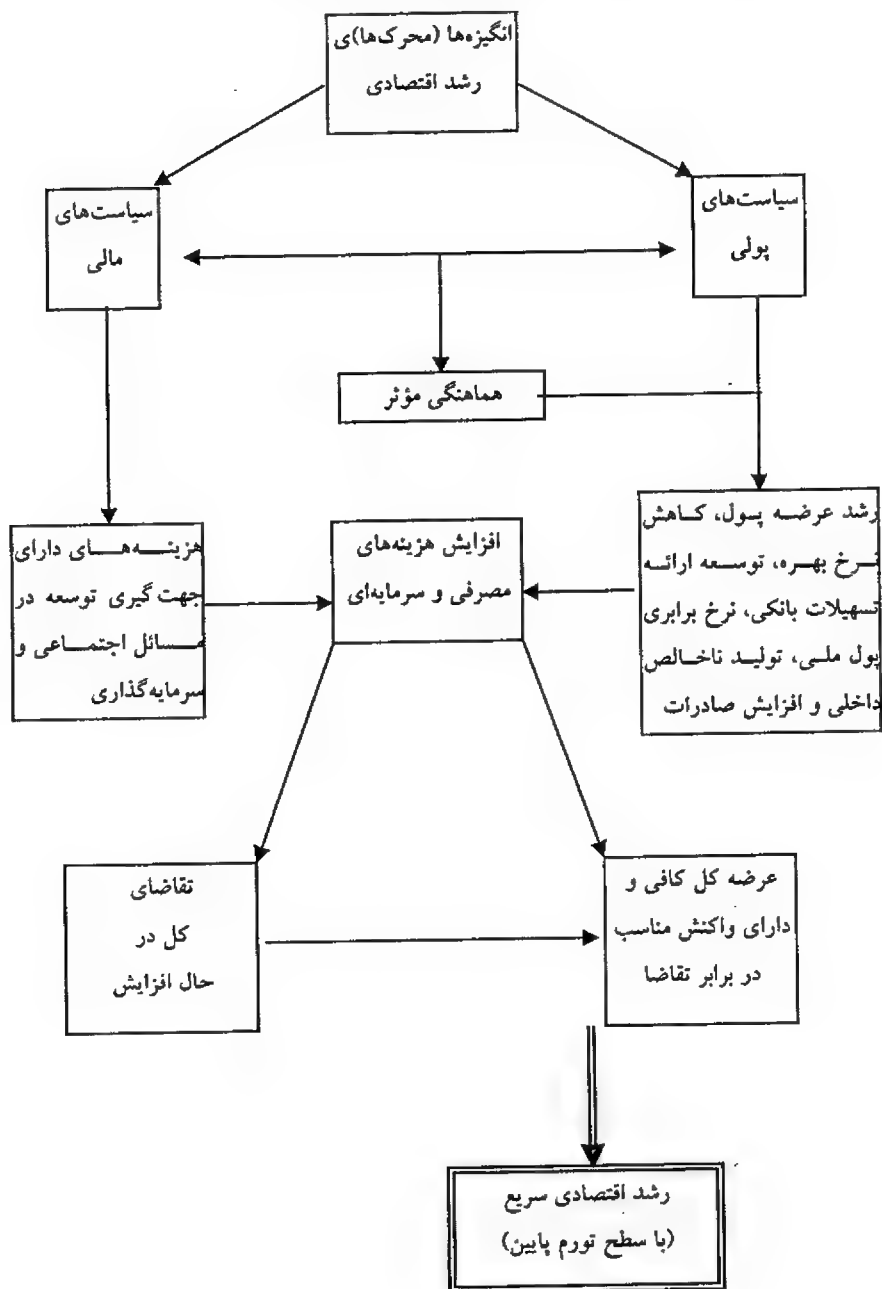 انگیزه‌ها (محرک‌ها)ی
رشد اقتصادی
سیاست‌های
پولی
سیاست‌های
مالی
هماهنگی مؤثر
رشد عرضه پول، کاهش
نرخ بهره، توسعه ارائه
تسهیلات بانکی، نرخ برابری
پول ملی، تولید ناخالص
داخلی و افزایش صادرات
افزایش هزینه‌های
مصرفی و سرمایه‌ای
هزینه‌های دارای
جهت‌گیری توسعه در
مسائل اجتماعی و
سرمایه‌گذاری
عرضه کل کافی و
دارای واکنش مناسب
در برابر تقاضا
تقاضای
کل در
حال افزایش
رشد اقتصادی سریع
(با سطح تورم پایین)